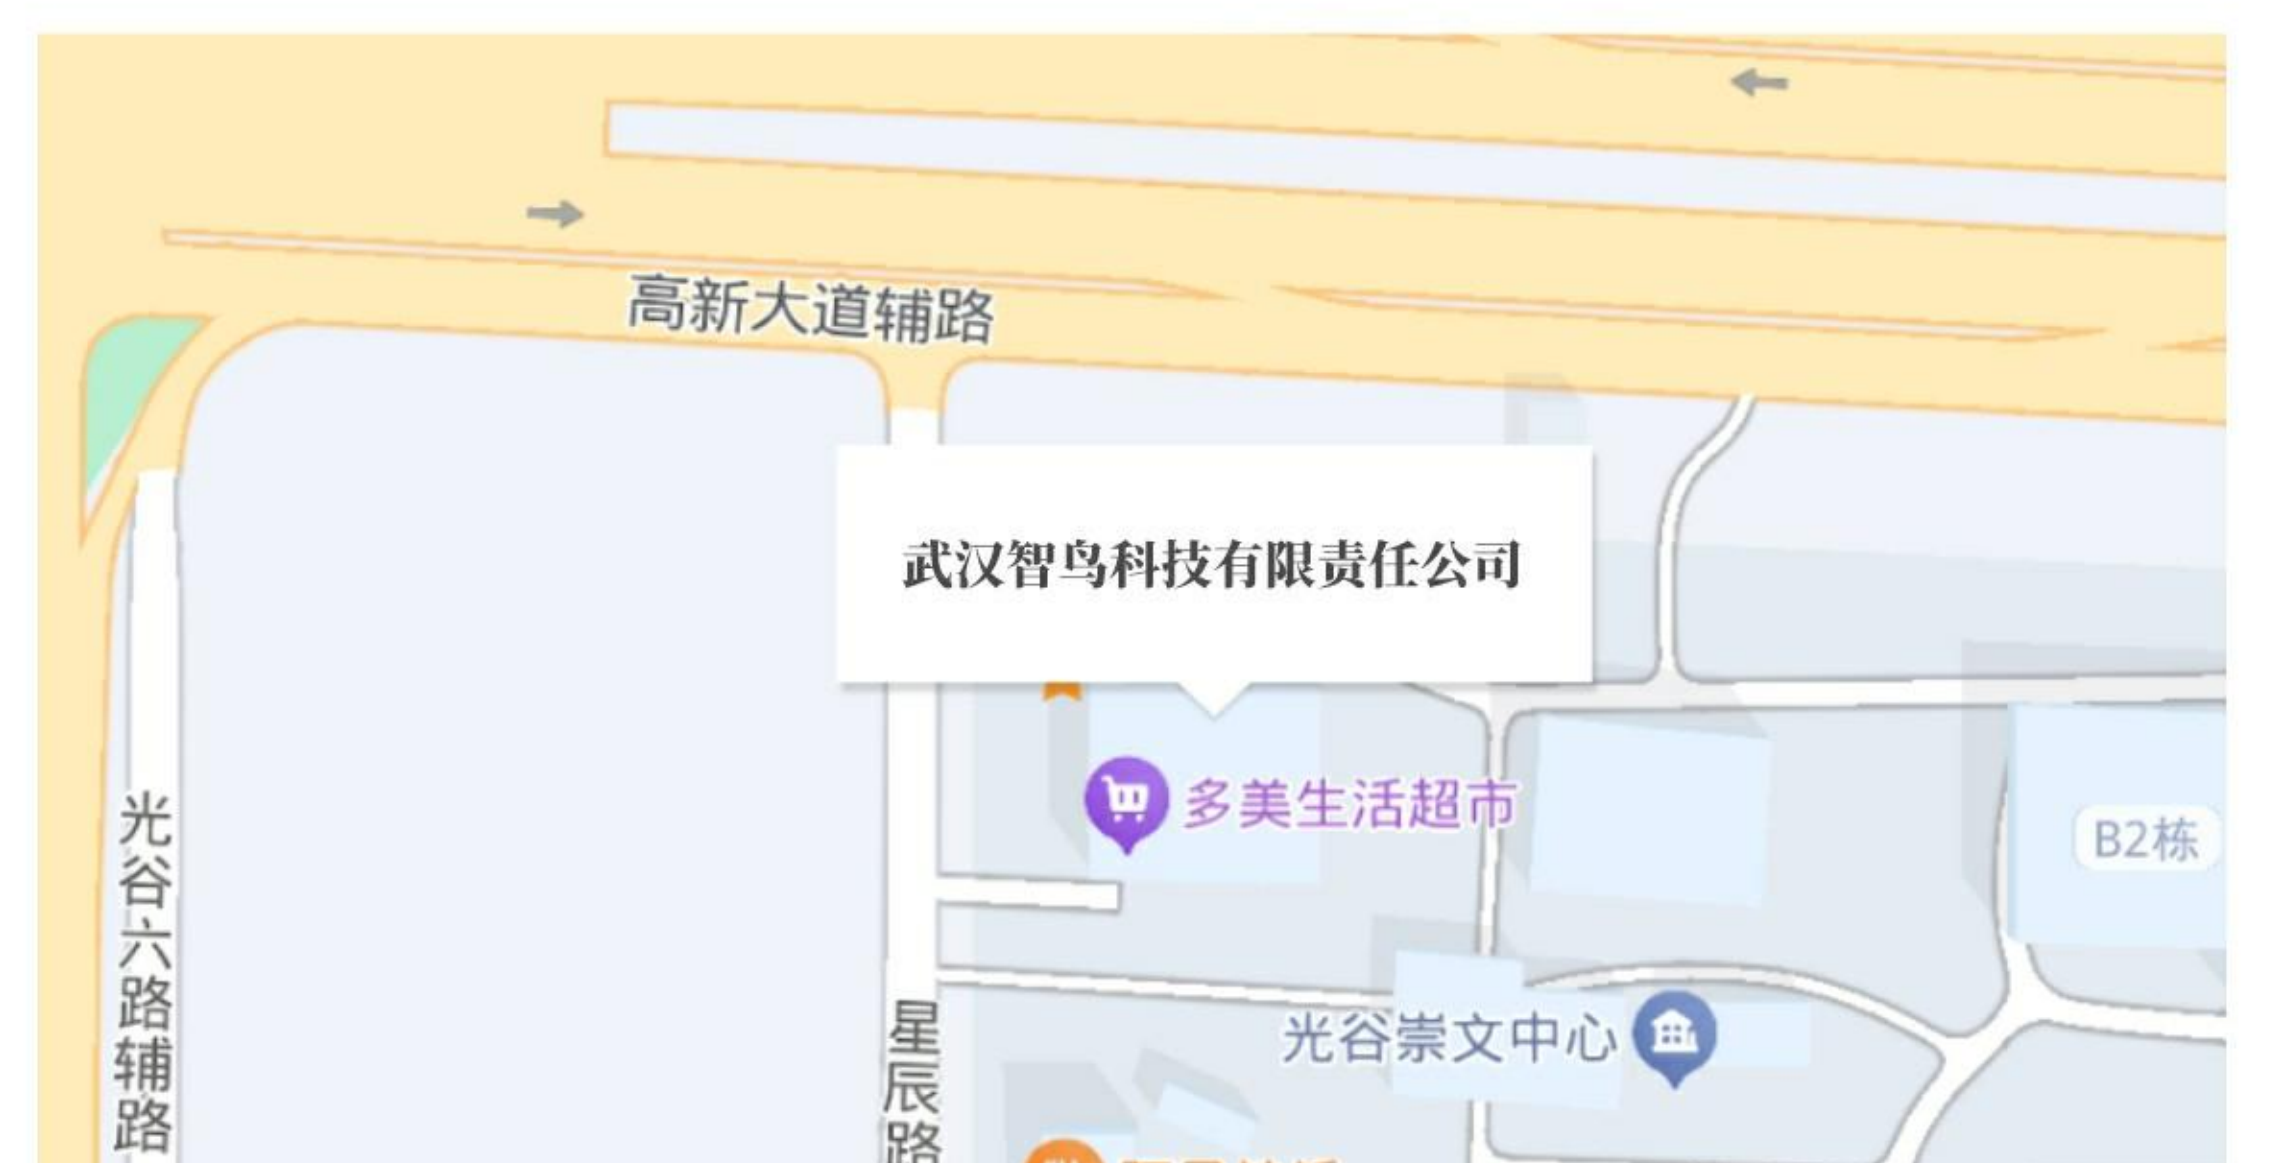 高新大道辅路
武汉智鸟科技有限责任公司
多美生活超市
B2栋
光谷六路辅路
光谷崇文中心
星辰路